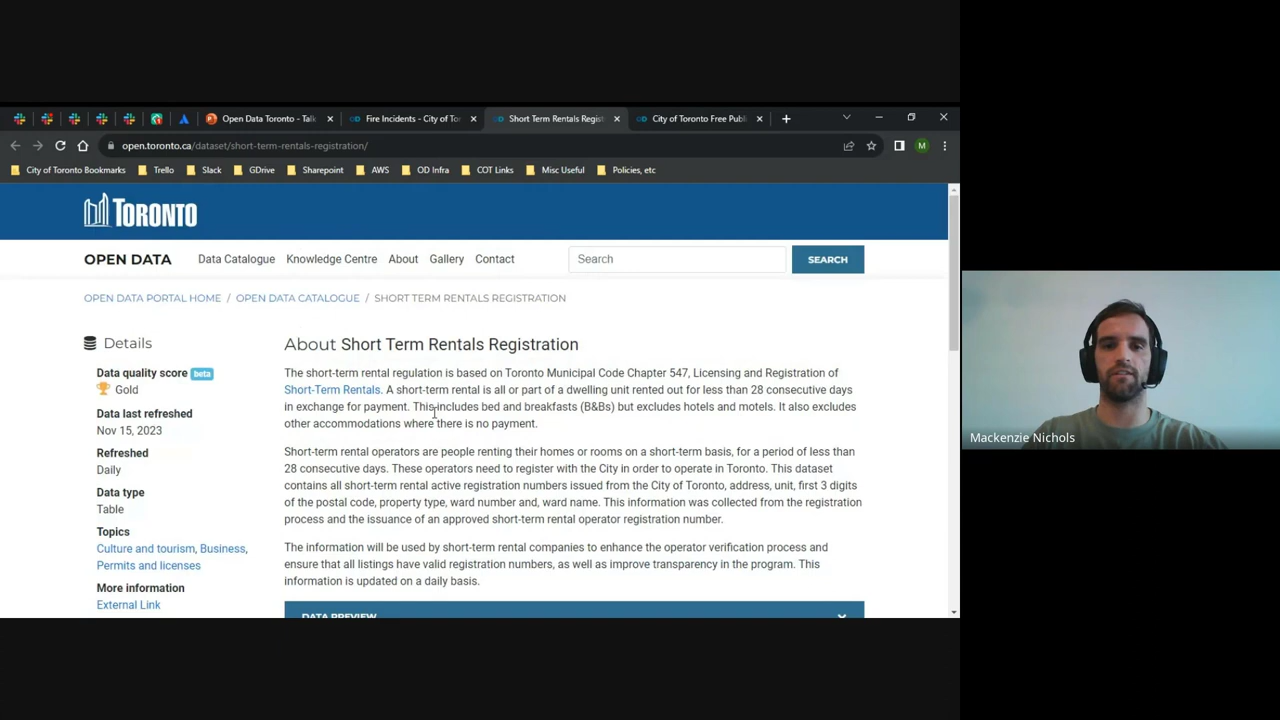 Open Data Toronto - Talk
Fire Incidents - City of Tor
Short Term Rentals Regist
City of Toronto Free Publ
open.toronto.ca/dataset/short-term-rentals-registration/
M
City of Toronto Bookmarks Trello Slack GDrive Sharepoint AWS OD Infra COT Links Misc Useful Policies, etc
TORONTO
OPEN DATA Data Catalogue Knowledge Centre About Gallery Contact Search SEARCH
OPEN DATA PORTAL HOME / OPEN DATA CATALOGUE / SHORT TERM RENTALS REGISTRATION
Details
Data quality score beta
Gold
Data last refreshed
Nov 15, 2023
Refreshed
Daily
Data type
Table
Topics
Culture and tourism, Business,
Permits and licenses
More information
External Link
About Short Term Rentals Registration
The short-term rental regulation is based on Toronto Municipal Code Chapter 547, Licensing and Registration of
Short-Term Rentals. A short-term rental is all or part of a dwelling unit rented out for less than 28 consecutive days
in exchange for payment. This includes bed and breakfasts (B&Bs) but excludes hotels and motels. It also excludes
other accommodations where there is no payment.
Short-term rental operators are people renting their homes or rooms on a short-term basis, for a period of less than
28 consecutive days. These operators need to register with the City in order to operate in Toronto. This dataset
contains all short-term rental active registration numbers issued from the City of Toronto, address, unit, first 3 digits
of the postal code, property type, ward number and, ward name. This information was collected from the registration
process and the issuance of an approved short-term rental operator registration number.
The information will be used by short-term rental companies to enhance the operator verification process and
ensure that all listings have valid registration numbers, as well as improve transparency in the program. This
information is updated on a daily basis.
DATA PREVIEW
Mackenzie Nichols